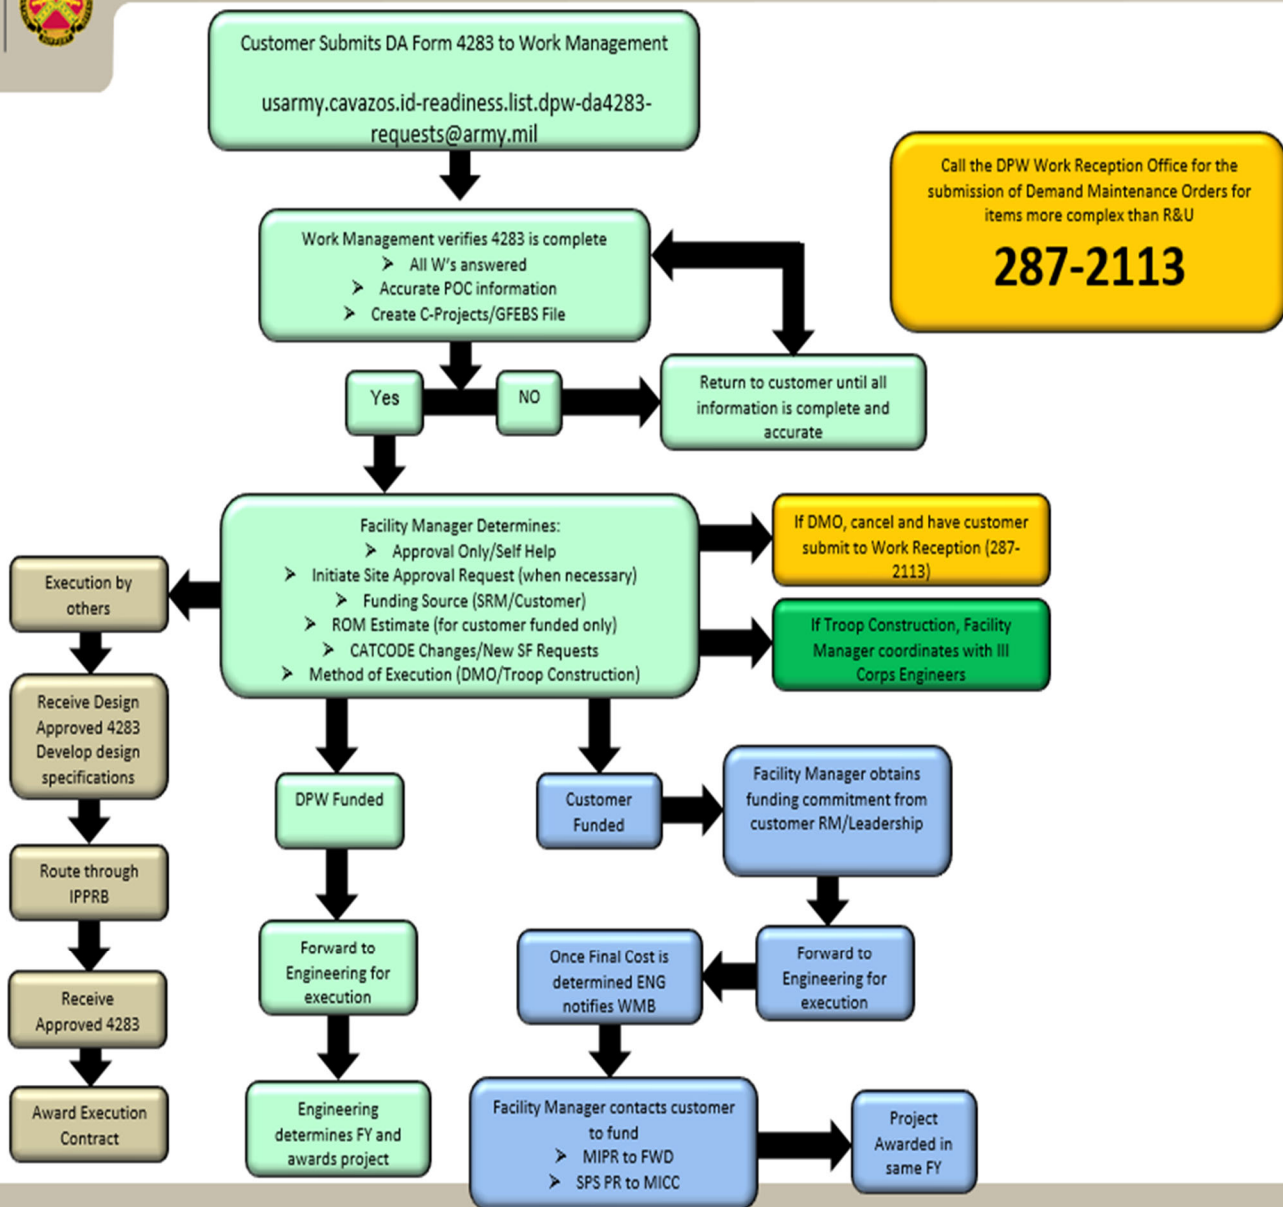 Customer Submits DA Form 4283 to Work Management
usarmy.cavazos.id-readiness.list.dpw-da4283-
requests@army.mil
Call the DPW Work Reception Office for the
submission of Demand Maintenance Orders for
items more complex than R&U
287-2113
Work Management verifies 4283 is complete
➤ All W's answered
➤ Accurate POC information
➤ Create C-Projects/GFEBS File
Yes
NO
Return to customer until all
information is complete and
accurate
Facility Manager Determines:
➤ Approval Only/Self Help
➤ Initiate Site Approval Request (when necessary)
➤ Funding Source (SRM/Customer)
➤ ROM Estimate (for customer funded only)
➤ CATCODE Changes/New SF Requests
➤ Method of Execution (DMO/Troop Construction)
If DMO, cancel and have customer
submit to Work Reception (287-
2113)
If Troop Construction, Facility
Manager coordinates with III
Corps Engineers
Execution by
others
Receive Design
Approved 4283
Develop design
specifications
Route through
IPPRB
Receive
Approved 4283
Award Execution
Contract
DPW Funded
Forward to
Engineering for
execution
Engineering
determines FY and
awards project
Customer
Funded
Facility Manager obtains
funding commitment from
customer RM/Leadership
Forward to
Engineering for
execution
Once Final Cost is
determined ENG
notifies WMB
Facility Manager contacts customer
to fund
➤ MIPR to FWD
➤ SPS PR to MICC
Project
Awarded in
same FY